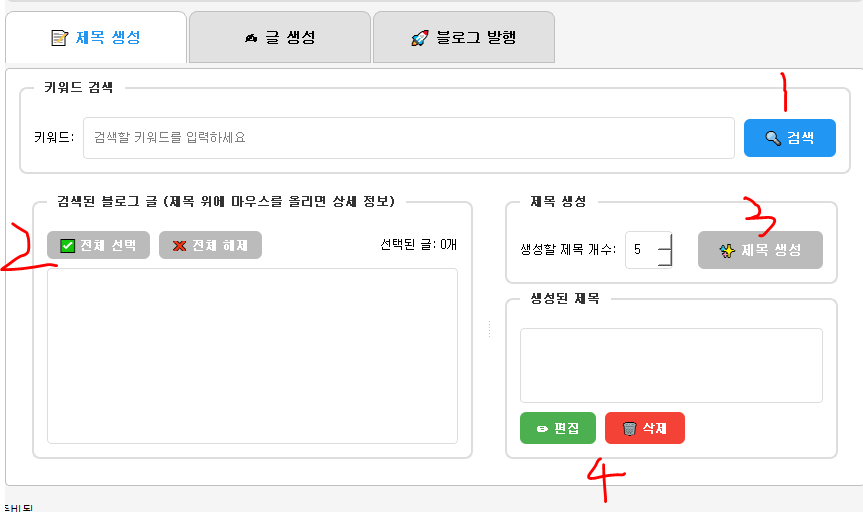 제목 생성 글 생성 블로그 발행
1
키워드 검색
키워드: 검색할 키워드를 입력하세요 검색
검색된 블로그 글 (제목 위에 마우스를 올리면 상세 정보)
2
전체 선택 전체 해제 선택된 글: 0개
제목 생성
3
생성할 제목 개수: 5 제목 생성
생성된 제목
편집 삭제
4